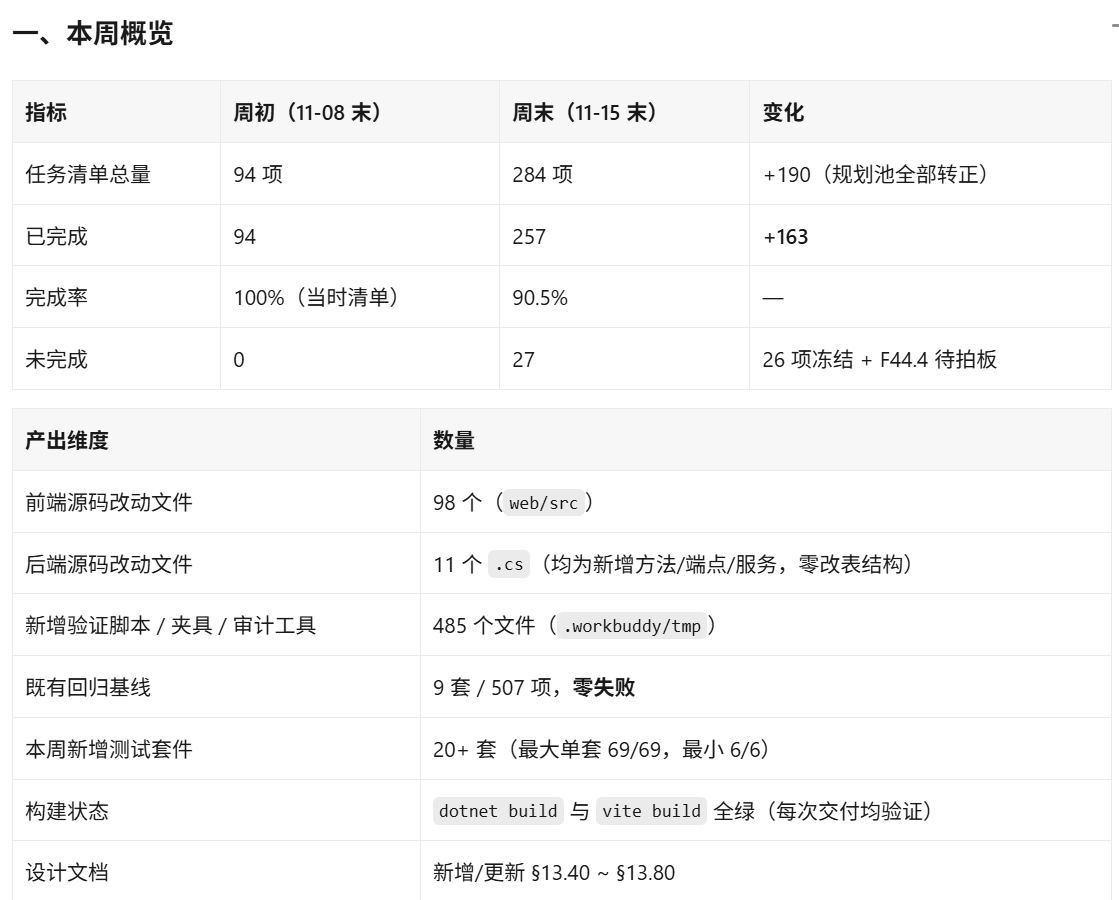 一、本周概览
指标 周初（11-08 末） 周末（11-15 末） 变化
任务清单总量 94 项 284 项 +190（规划池全部转正）
已完成 94 257 +163
完成率 100%（当时清单） 90.5% —
未完成 0 27 26 项冻结 + F44.4 待拍板
产出维度 数量
前端源码改动文件 98 个（web/src）
后端源码改动文件 11 个 .cs（均为新增方法/端点/服务，零改表结构）
新增验证脚本 / 夹具 / 审计工具 485 个文件（.workbuddy/tmp）
既有回归基线 9 套 / 507 项，零失败
本周新增测试套件 20+ 套（最大单套 69/69，最小 6/6）
构建状态 dotnet build 与 vite build 全绿（每次交付均验证）
设计文档 新增/更新 §13.40 ~ §13.80